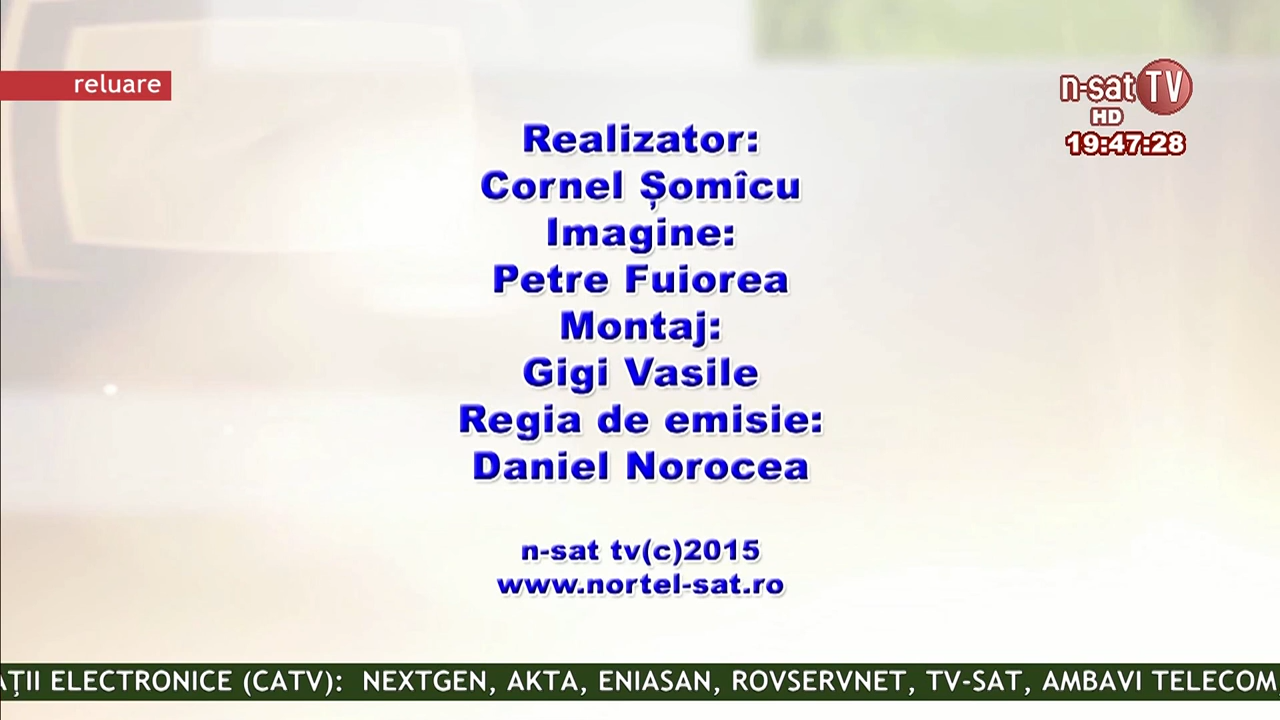 reluare
n-sat TV
HD
19:47:28
Realizator:
Cornel Șomîcu
Imagine:
Petre Fuiorea
Montaj:
Gigi Vasile
Regia de emisie:
Daniel Norocea
n-sat tv(c)2015
www.nortel-sat.ro
AŢII ELECTRONICE (CATV): NEXTGEN, AKTA, ENIASAN, ROVSERVNET, TV-SAT, AMBAVI TELECOM,